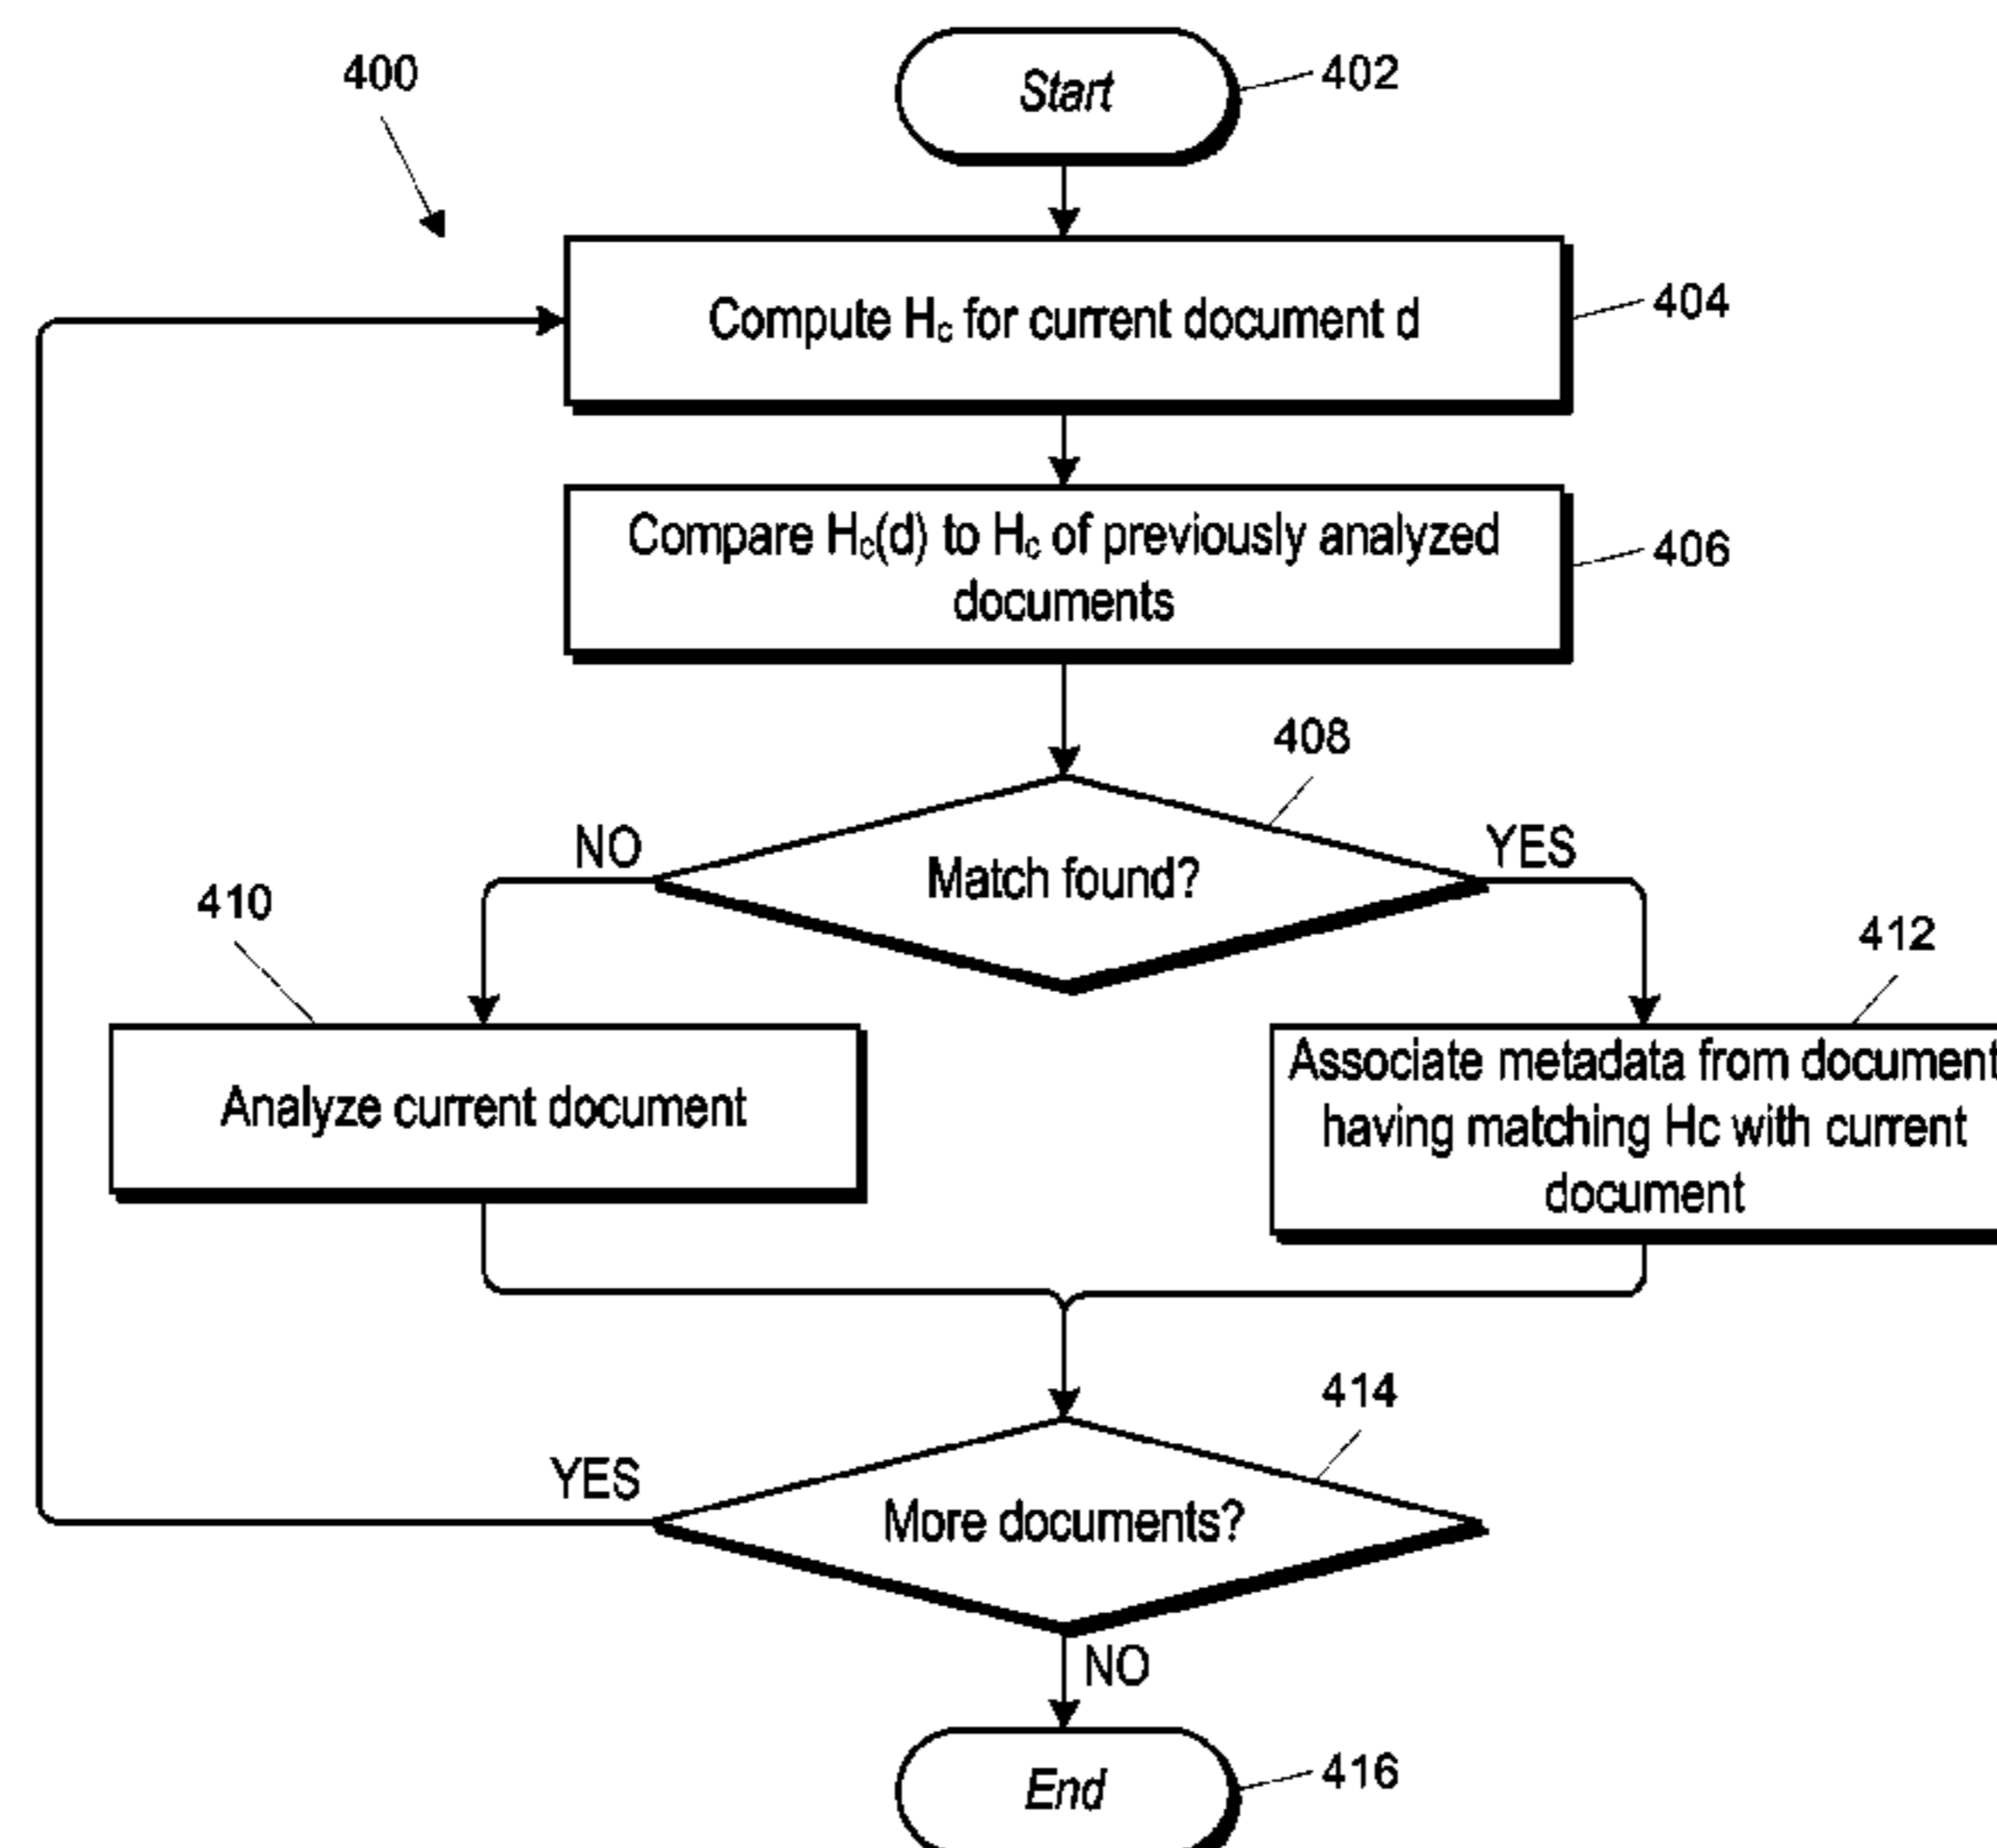 400
Start
402
Compute Hc for current document d
404
Compare Hc(d) to Hc of previously analyzed
documents
406
408
NO
Match found?
YES
410
412
Analyze current document
Associate metadata from document
having matching Hc with current
document
414
YES
More documents?
NO
End
416